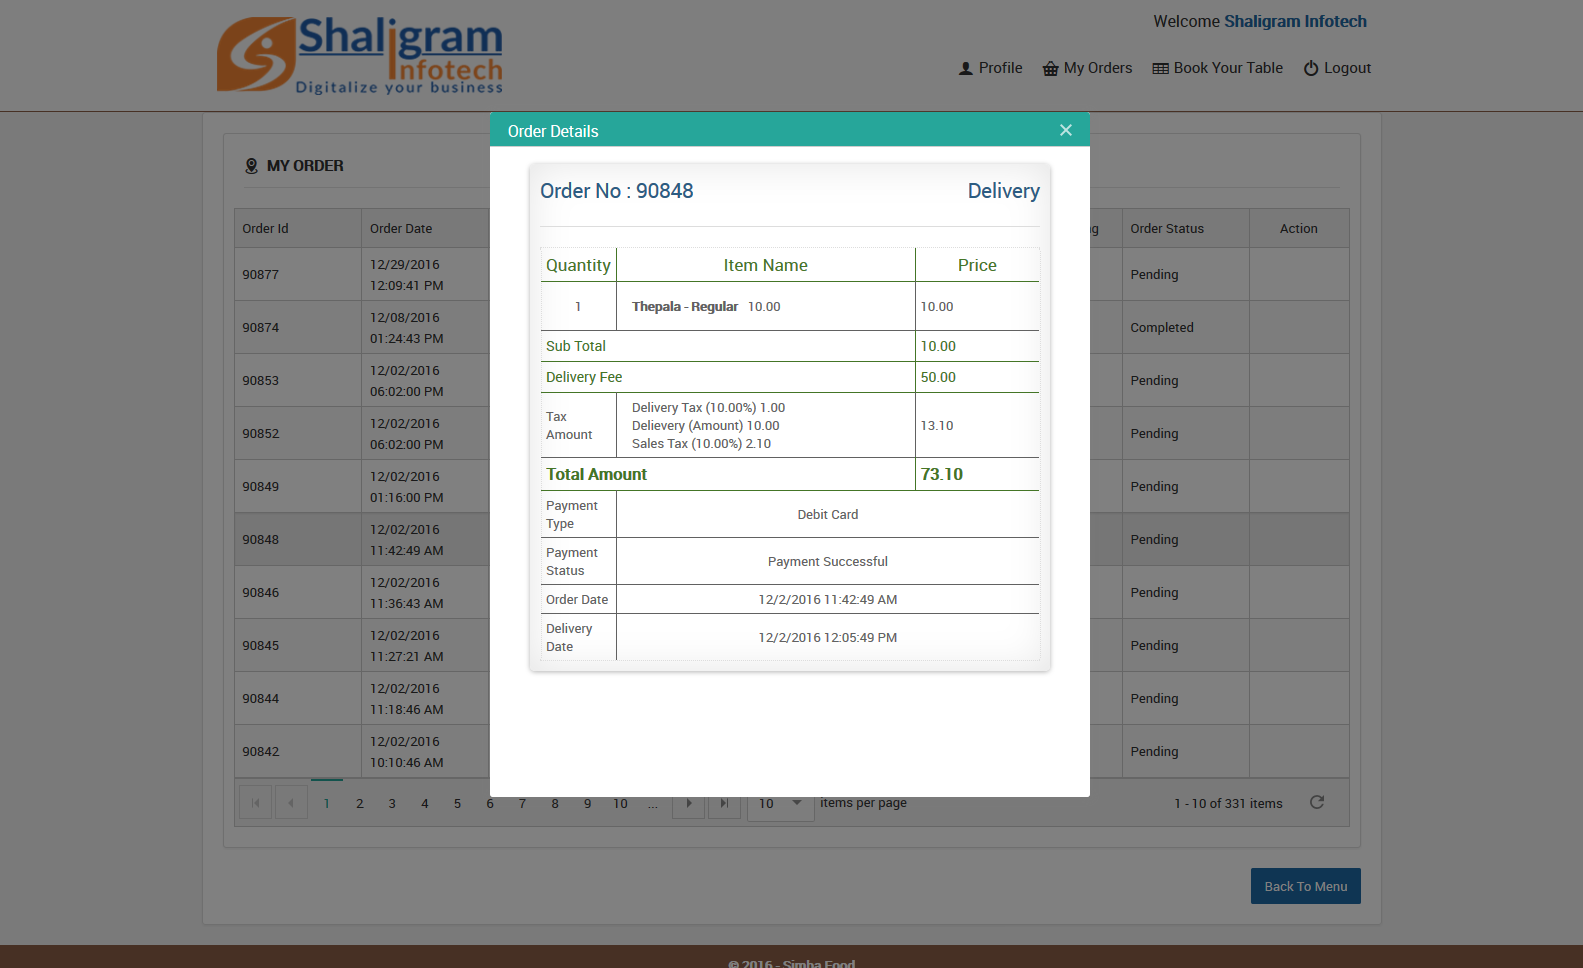 Shaligram
Infotech
Digitalize your business
Welcome Shaligram Infotech
Profile My Orders Book Your Table Logout
Order Details
MY ORDER
Order No : 90848 Delivery
Order Id Order Date Order Status Action
90877 12/29/2016
12:09:41 PM Pending
90874 12/08/2016
01:24:43 PM Completed
90853 12/02/2016
06:02:00 PM Pending
90852 12/02/2016
06:02:00 PM Pending
90849 12/02/2016
01:16:00 PM Pending
90848 12/02/2016
11:42:49 AM Pending
90846 12/02/2016
11:36:43 AM Pending
90845 12/02/2016
11:27:21 AM Pending
90844 12/02/2016
11:18:46 AM Pending
90842 12/02/2016
10:10:46 AM Pending
Quantity Item Name Price
1 Thepala - Regular 10.00 10.00
Sub Total 10.00
Delivery Fee 50.00
Tax
Amount
Delivery Tax (10.00%) 1.00
Delievery (Amount) 10.00
Sales Tax (10.00%) 2.10
13.10
Total Amount 73.10
Payment
Type
Debit Card
Payment
Status
Payment Successful
Order Date 12/2/2016 11:42:49 AM
Delivery
Date
12/2/2016 12:05:49 PM
1 2 3 4 5 6 7 8 9 10 ... 10 items per page 1 - 10 of 331 items
Back To Menu
© 2016 - Simba Food